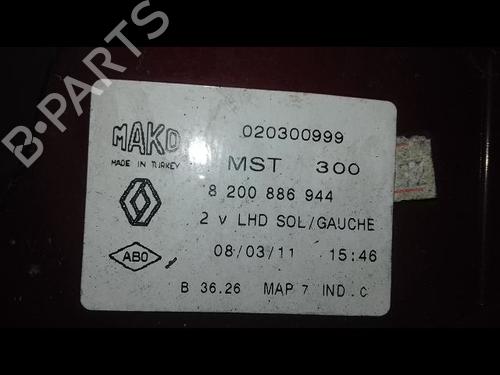 B-PARTS
MAKO
020300999
MADE IN TURKEY
MST 300
8 200 886 944
2 v LHD SOL/GAUCHE
ABO
08/03/11 15:46
B 36.26 MAP 7 IND. C